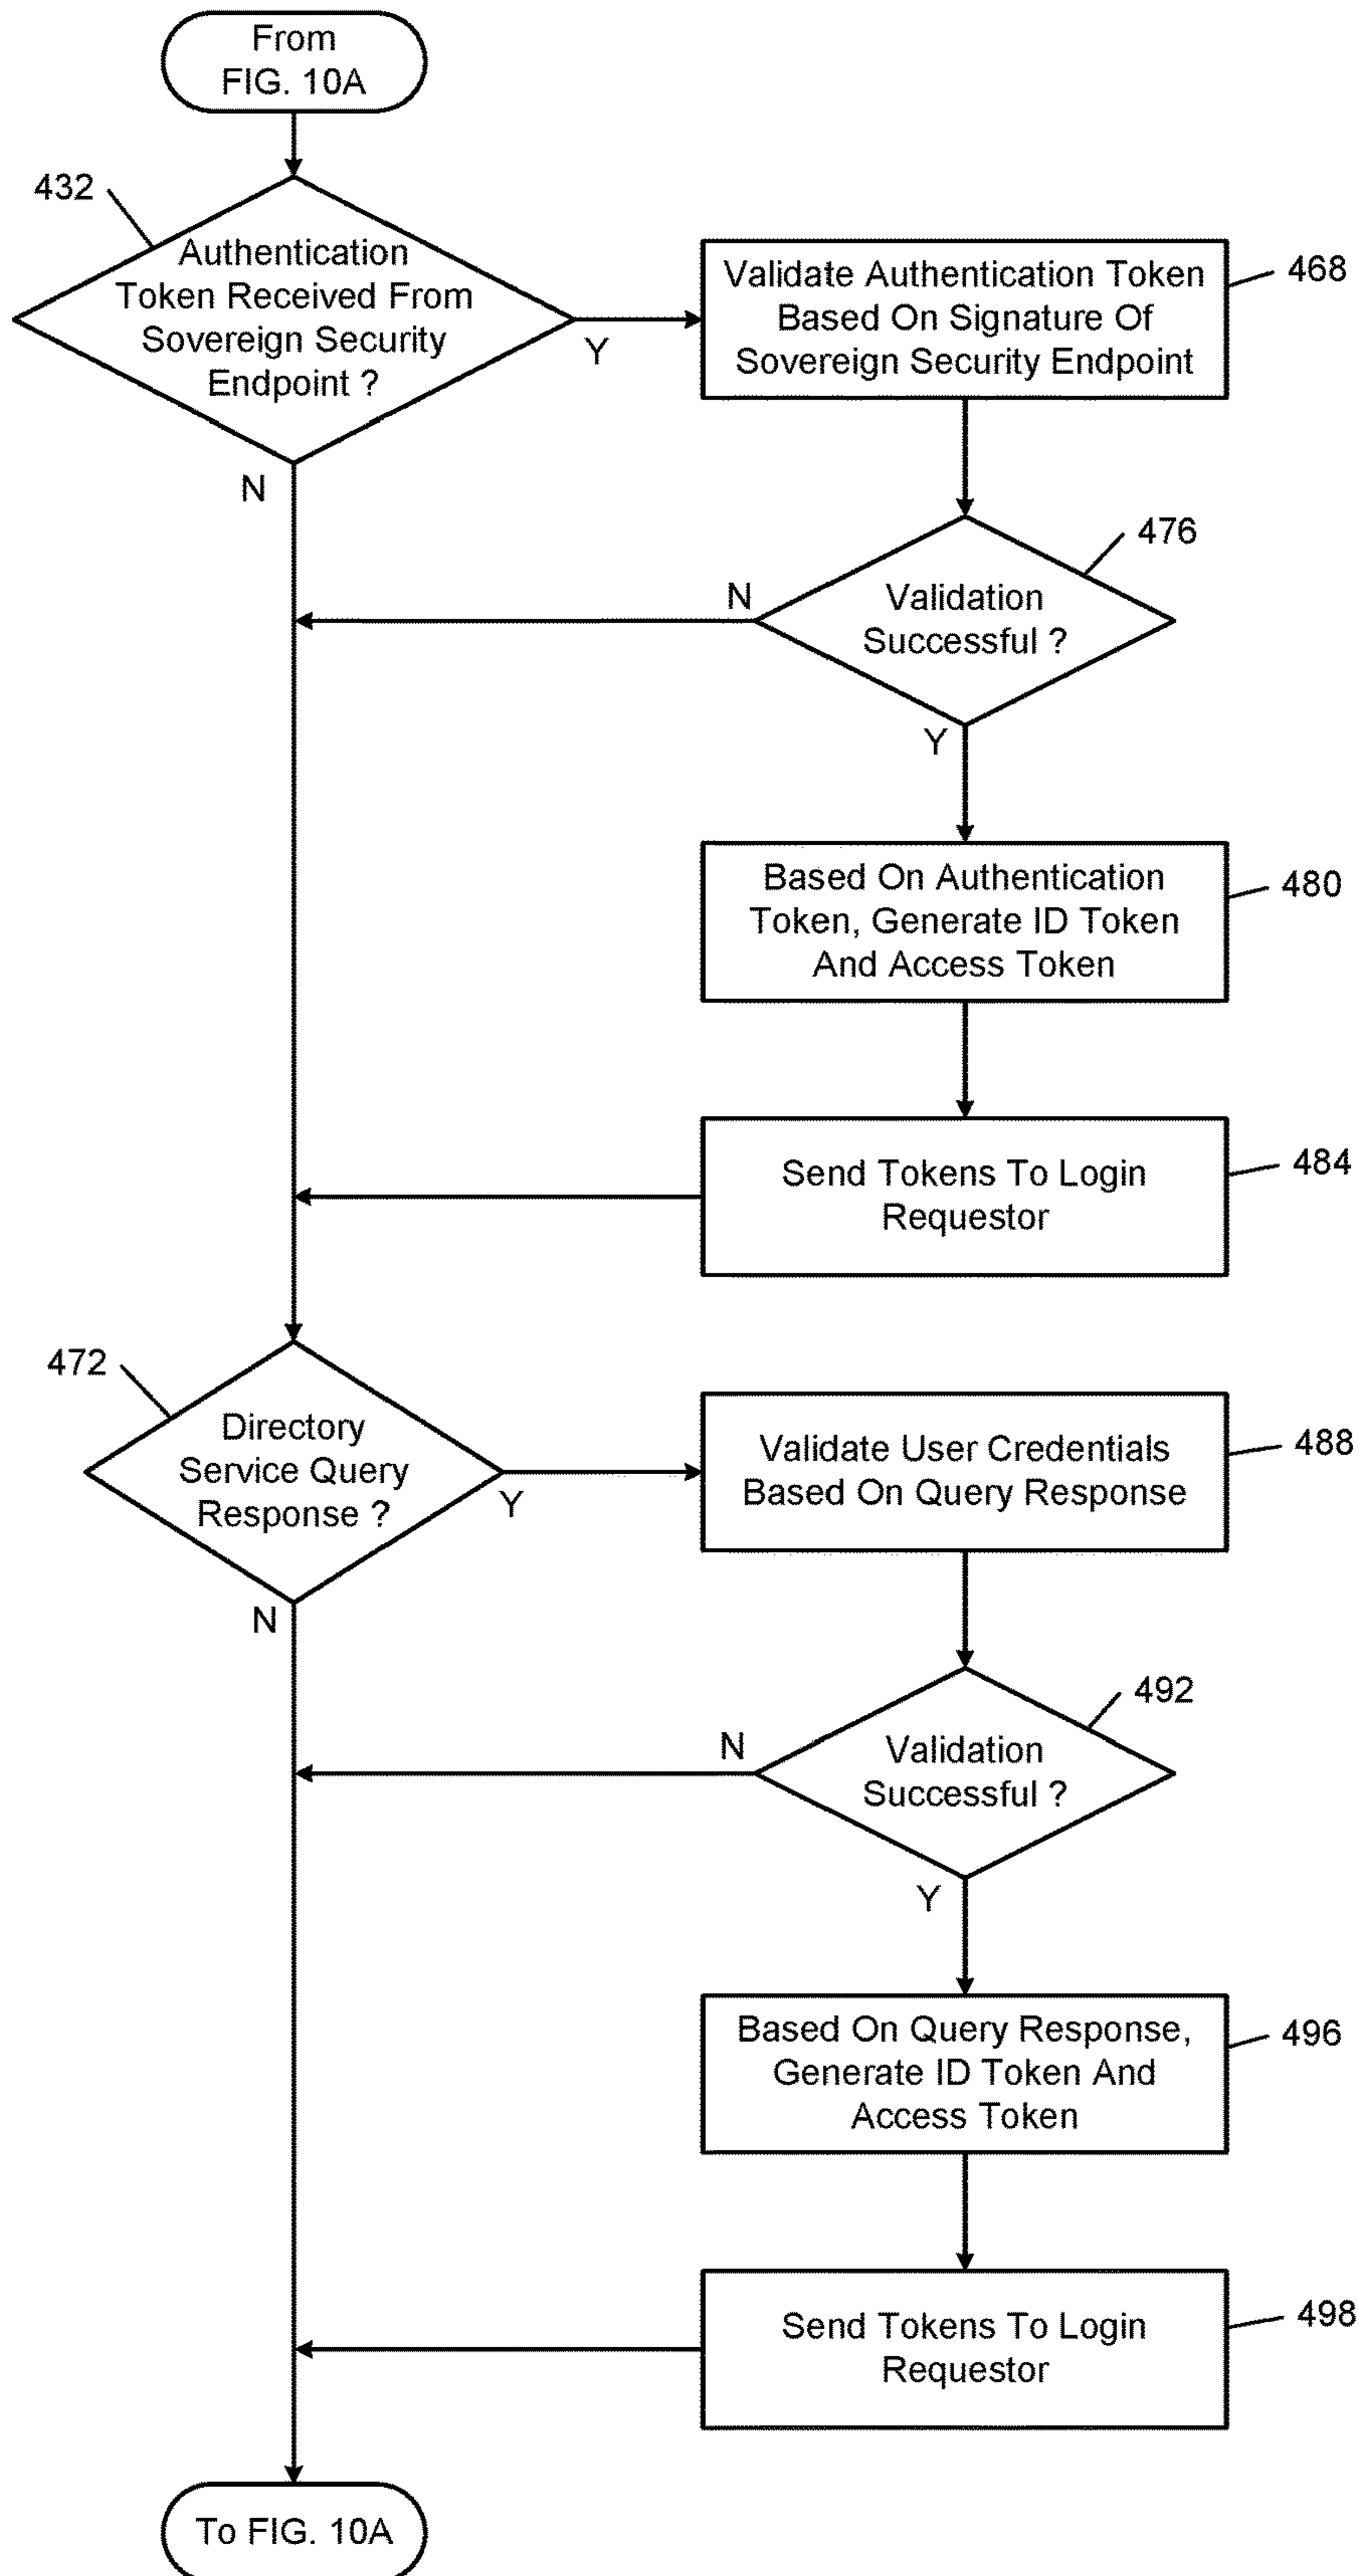 From
FIG. 10A
432
Authentication
Token Received From
Sovereign Security
Endpoint ?
Y
N
Validate Authentication Token
Based On Signature Of
Sovereign Security Endpoint
468
476
Validation
Successful ?
N
Y
Based On Authentication
Token, Generate ID Token
And Access Token
480
Send Tokens To Login
Requestor
484
472
Directory
Service Query
Response ?
Y
N
Validate User Credentials
Based On Query Response
488
492
Validation
Successful ?
N
Y
Based On Query Response,
Generate ID Token And
Access Token
496
Send Tokens To Login
Requestor
498
To FIG. 10A